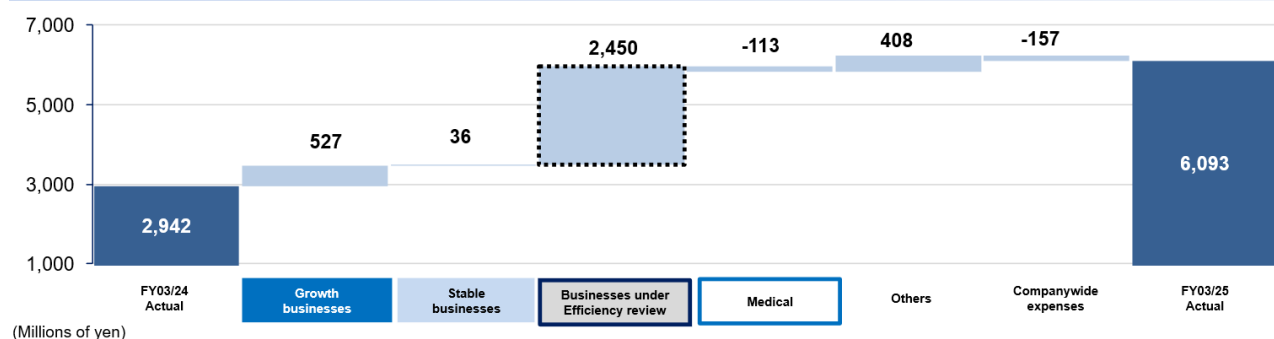 7,000
5,000
3,000
1,000
2,942
527
36
2,450
-113
408
-157
6,093
FY03/24
Actual
Growth
businesses
Stable
businesses
Businesses under
Efficiency review
Medical
Others
Companywide
expenses
FY03/25
Actual
(Millions of yen)